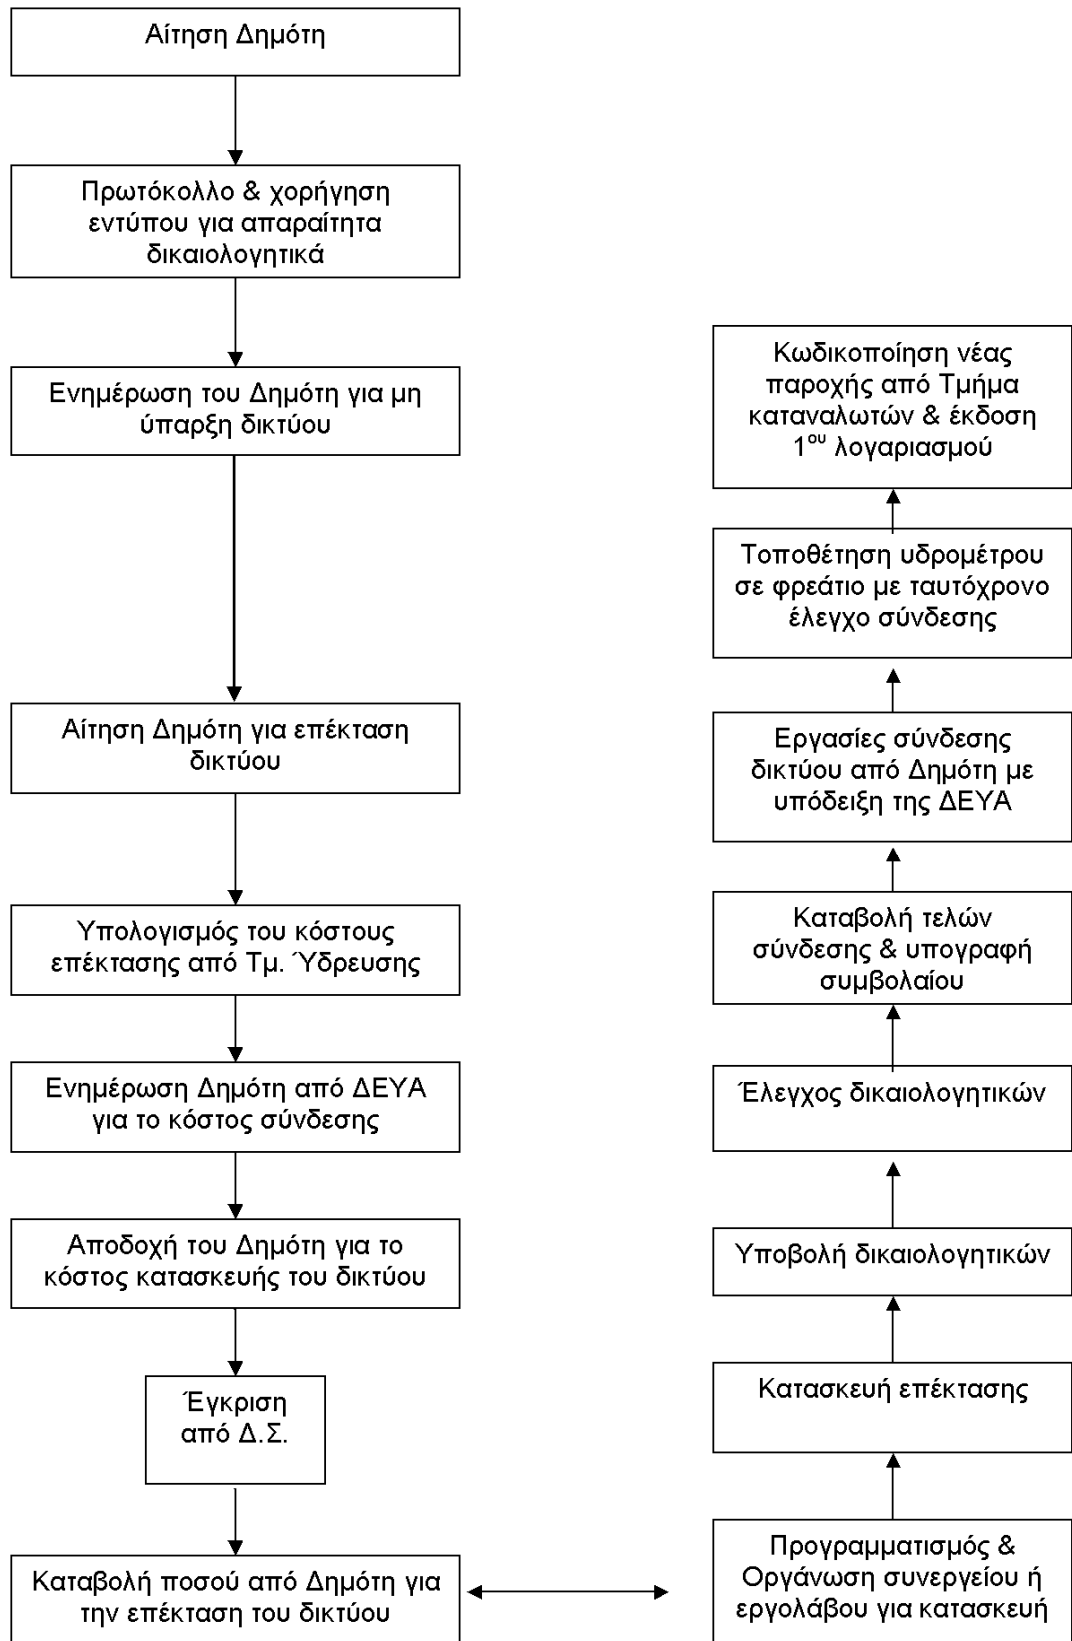 Αίτηση Δημότη
Πρωτόκολλο & χορήγηση
εντύπου για απαραίτητα
δικαιολογητικά
Ενημέρωση του Δημότη για μη
ύπαρξη δικτύου
Αίτηση Δημότη για επέκταση
δικτύου
Υπολογισμός του κόστους
επέκτασης από Τμ. Ύδρευσης
Ενημέρωση Δημότη από ΔΕΥΑ
για το κόστος σύνδεσης
Αποδοχή του Δημότη για το
κόστος κατασκευής του δικτύου
Έγκριση
από Δ.Σ.
Καταβολή ποσού από Δημότη για
την επέκταση του δικτύου
Προγραμματισμός &
Οργάνωση συνεργείου ή
εργολάβου για κατασκευή
Κατασκευή επέκτασης
Υποβολή δικαιολογητικών
Έλεγχος δικαιολογητικών
Καταβολή τελών
σύνδεσης & υπογραφή
συμβολαίου
Εργασίες σύνδεσης
δικτύου από Δημότη με
υπόδειξη της ΔΕΥΑ
Τοποθέτηση υδρομέτρου
σε φρεάτιο με ταυτόχρονο
έλεγχο σύνδεσης
Κωδικοποίηση νέας
παροχής από Τμήμα
καταναλωτών & έκδοση
1ου λογαριασμού